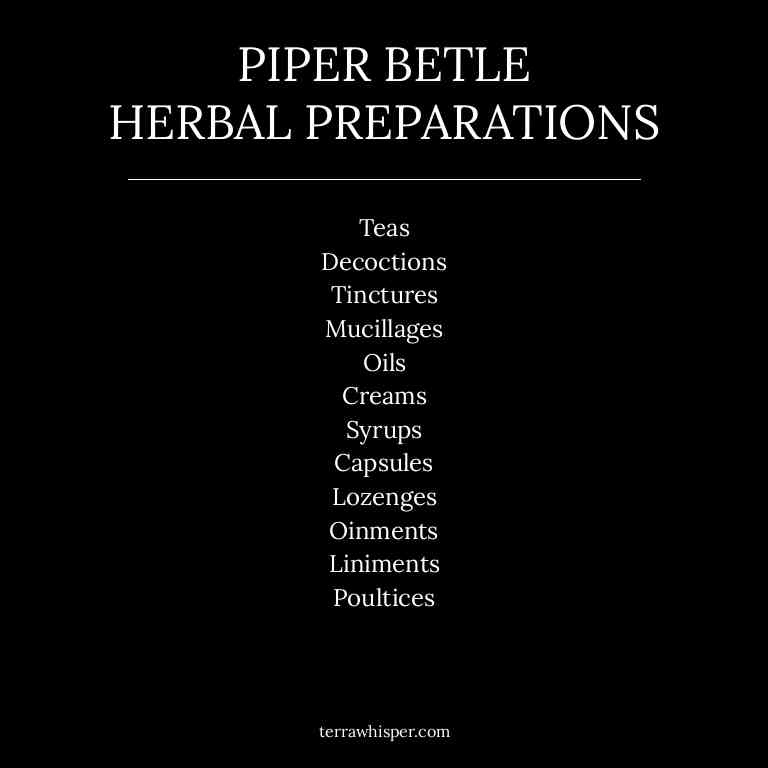 PIPER BETLE
HERBAL PREPARATIONS
Teas
Decoctions
Tinctures
Mucillages
Oils
Creams
Syrups
Capsules
Lozenges
Oinments
Liniments
Poultices
terrawhisper.com